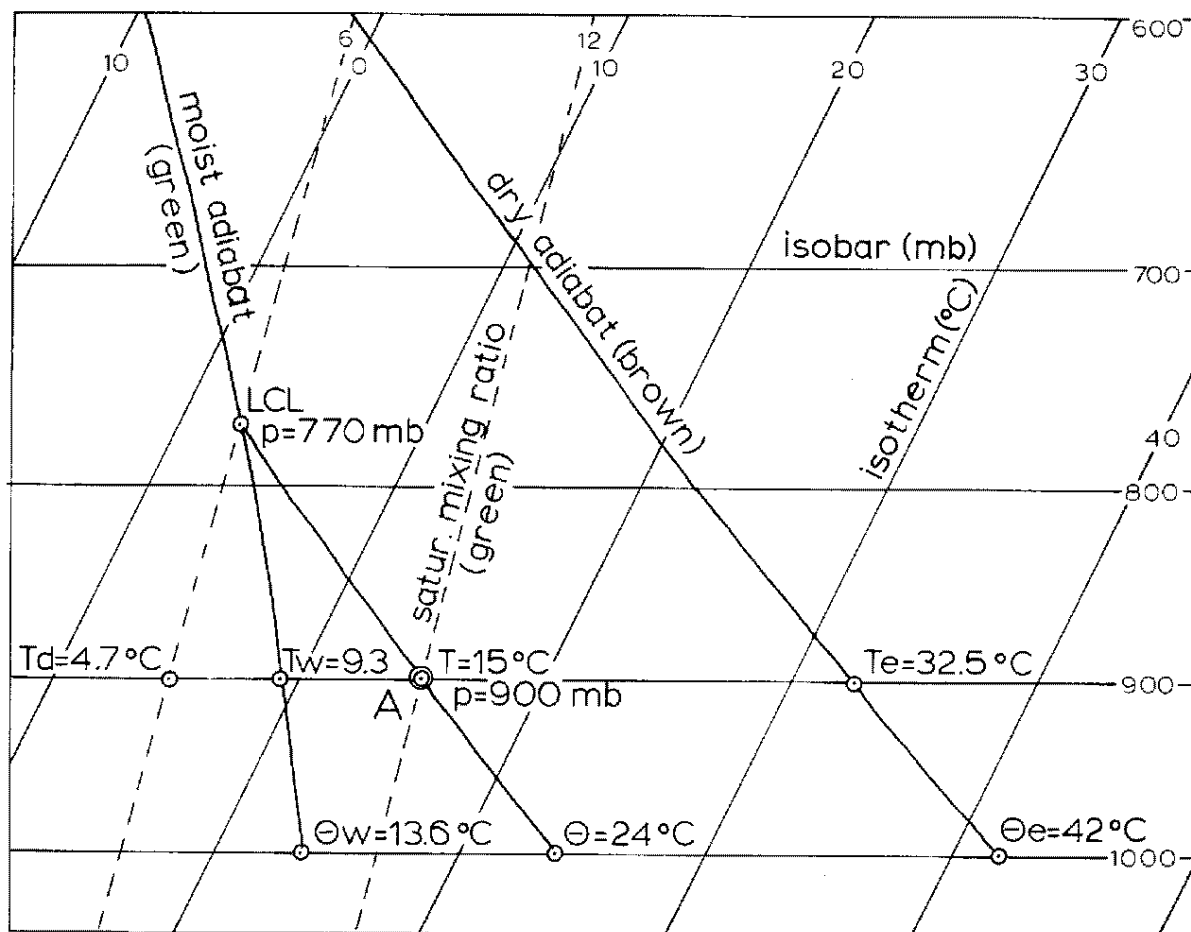 600
6
12
10
0
10
20
30
moist adiabat
(green)
dry adiabat (brown)
isobar (mb)
700
satur. mixing ratio
(green)
isotherm (°C)
LCL
p=770 mb
40
800
Td=4.7°C
Tw=9.3
T=15°C
Te=32.5°C
A
p=900 mb
900
Θw=13.6°C
Θ=24°C
Θe=42°C
1000